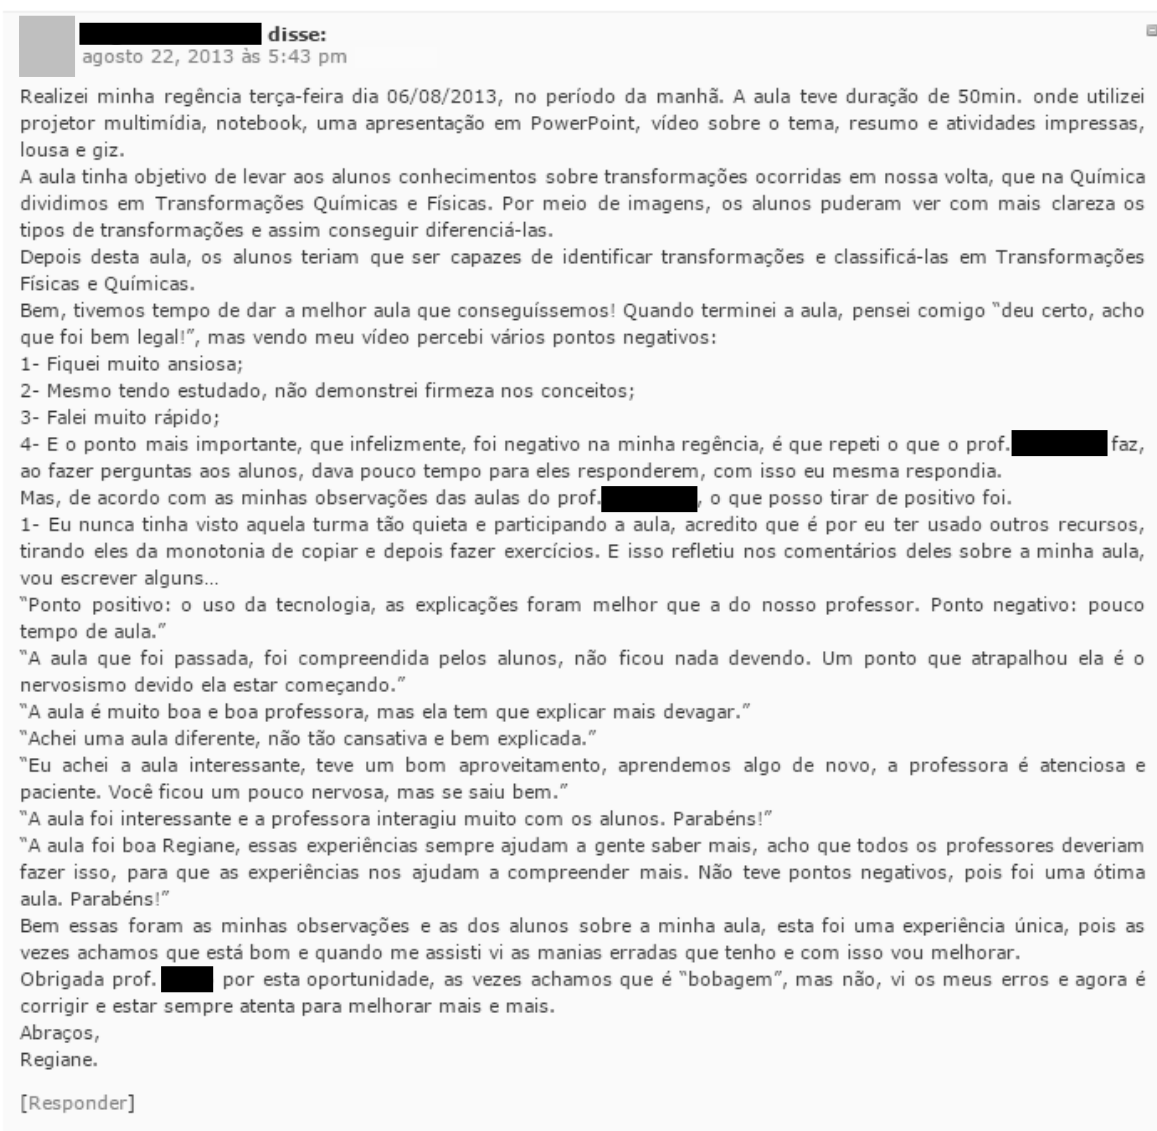 disse:
agosto 22, 2013 às 5:43 pm
Realizei minha regência terça-feira dia 06/08/2013, no período da manhã. A aula teve duração de 50min. onde utilizei
projetor multimídia, notebook, uma apresentação em PowerPoint, vídeo sobre o tema, resumo e atividades impressas,
lousa e giz.
A aula tinha objetivo de levar aos alunos conhecimentos sobre transformações ocorridas em nossa volta, que na Química
dividimos em Transformações Químicas e Físicas. Por meio de imagens, os alunos puderam ver com mais clareza os
tipos de transformações e assim conseguir diferenciá-las.
Depois desta aula, os alunos teriam que ser capazes de identificar transformações e classificá-las em Transformações
Físicas e Químicas.
Bem, tivemos tempo de dar a melhor aula que conseguíssemos! Quando terminei a aula, pensei comigo “deu certo, acho
que foi bem legal!”, mas vendo meu vídeo percebi vários pontos negativos:
1- Fiquei muito ansiosa;
2- Mesmo tendo estudado, não demonstrei firmeza nos conceitos;
3- Falei muito rápido;
4- E o ponto mais importante, que infelizmente, foi negativo na minha regência, é que repeti o que o prof. faz,
ao fazer perguntas aos alunos, dava pouco tempo para eles responderem, com isso eu mesma respondia.
Mas, de acordo com as minhas observações das aulas do prof. , o que posso tirar de positivo foi.
1- Eu nunca tinha visto aquela turma tão quieta e participando a aula, acredito que é por eu ter usado outros recursos,
tirando eles da monotonia de copiar e depois fazer exercícios. E isso refletiu nos comentários deles sobre a minha aula,
vou escrever alguns…
“Ponto positivo: o uso da tecnologia, as explicações foram melhor que a do nosso professor. Ponto negativo: pouco
tempo de aula.”
“A aula que foi passada, foi compreendida pelos alunos, não ficou nada devendo. Um ponto que atrapalhou ela é o
nervosismo devido ela estar começando.”
“A aula é muito boa e boa professora, mas ela tem que explicar mais devagar.”
“Achei uma aula diferente, não tão cansativa e bem explicada.”
“Eu achei a aula interessante, teve um bom aproveitamento, aprendemos algo de novo, a professora é atenciosa e
paciente. Você ficou um pouco nervosa, mas se saiu bem.”
“A aula foi interessante e a professora interagiu muito com os alunos. Parabéns!”
“A aula foi boa Regiane, essas experiências sempre ajudam a gente saber mais, acho que todos os professores deveriam
fazer isso, para que as experiências nos ajudam a compreender mais. Não teve pontos negativos, pois foi uma ótima
aula. Parabéns!”
Bem essas foram as minhas observações e as dos alunos sobre a minha aula, esta foi uma experiência única, pois as
vezes achamos que está bom e quando me assisti vi as manias erradas que tenho e com isso vou melhorar.
Obrigada prof. por esta oportunidade, as vezes achamos que é “bobagem”, mas não, vi os meus erros e agora é
corrigir e estar sempre atenta para melhorar mais e mais.
Abraços,
Regiane.
[Responder]